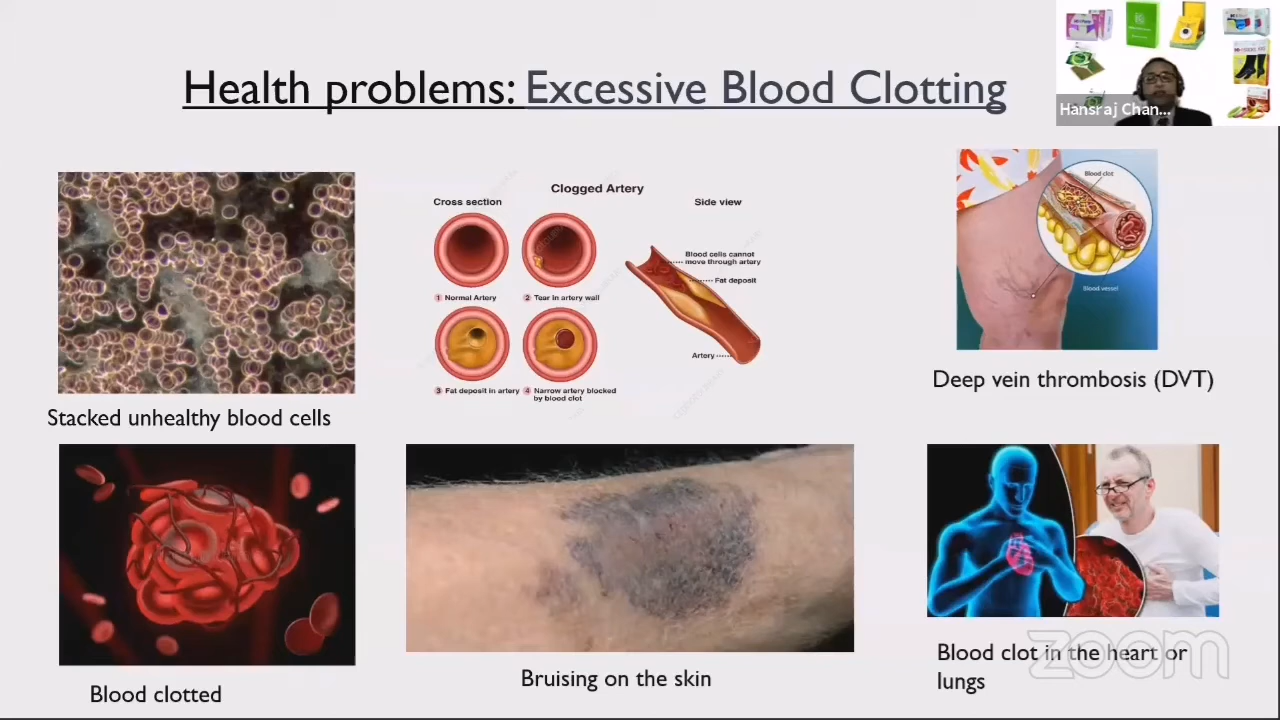 Health problems: Excessive Blood Clotting
Hansraj Chan...
Clogged Artery
Cross section
Side view
Blood cells cannot
move through artery
Fat deposit
1 Normal Artery
2 Tear in artery wall
Artery
3 Fat deposit in artery
4 Narrow artery blocked
by blood clot
Blood clot
Blood vessel
Deep vein thrombosis (DVT)
Stacked unhealthy blood cells
Blood clotted
Bruising on the skin
Blood clot in the heart or
lungs
zoom